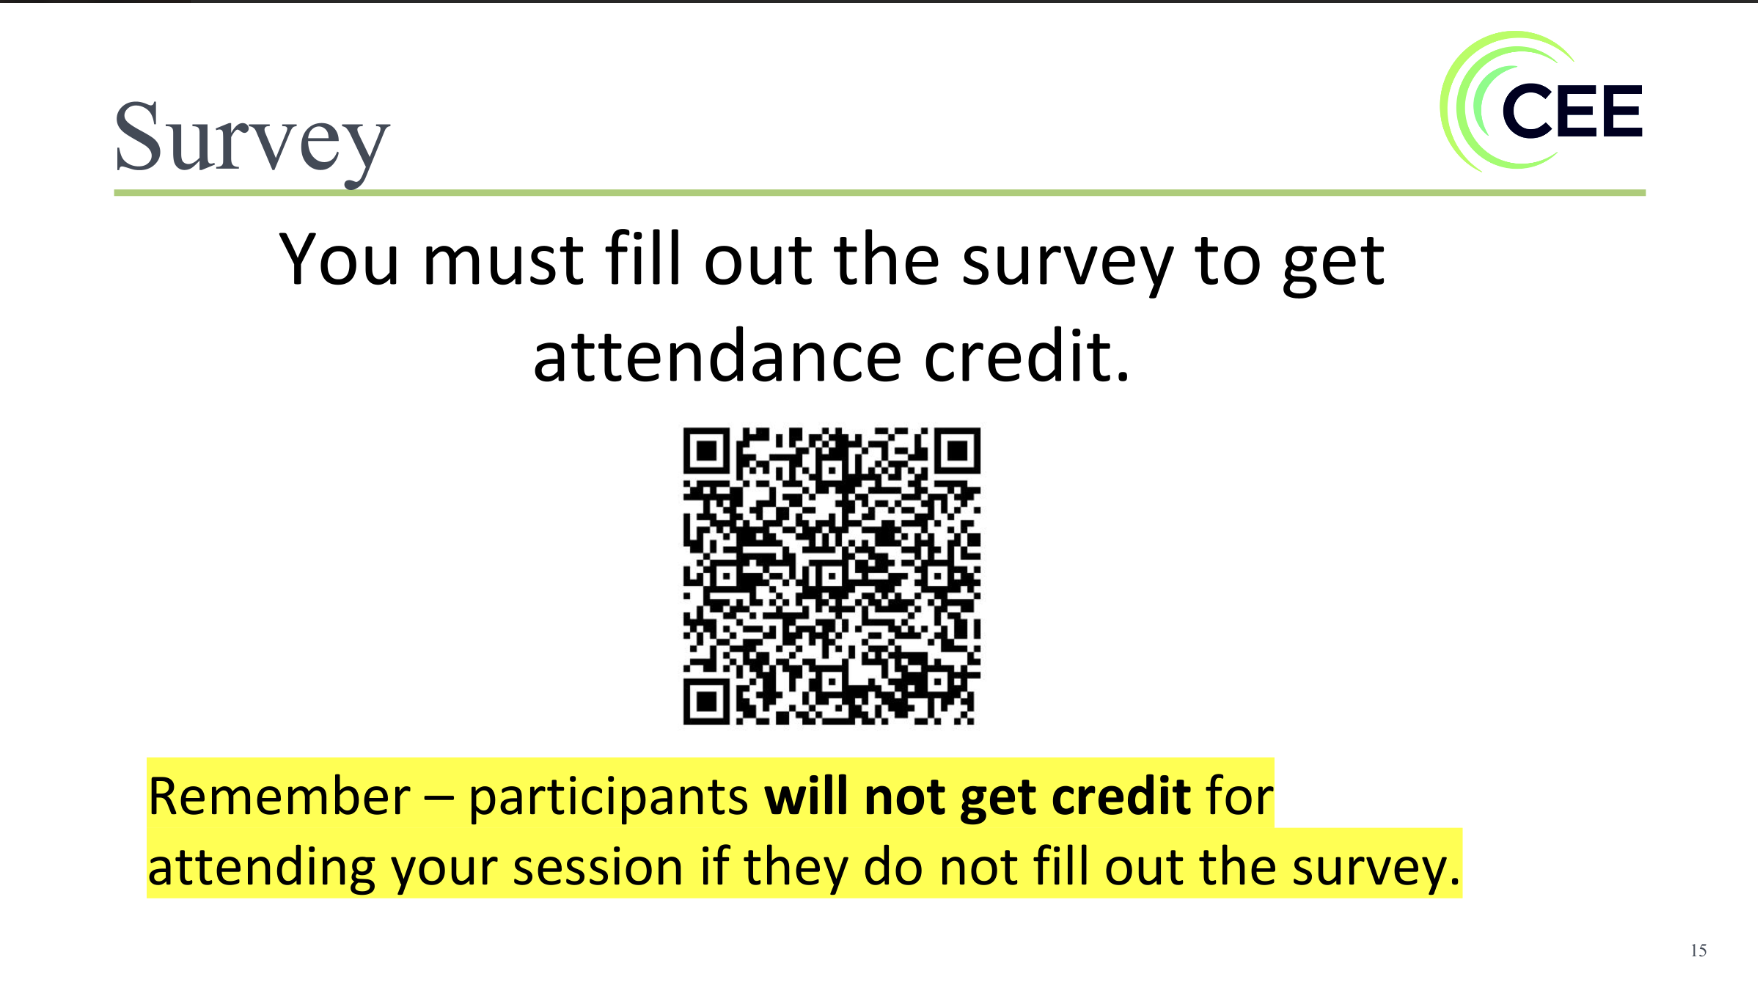 CEE
Survey
You must fill out the survey to get
attendance credit.
Remember – participants will not get credit for
attending your session if they do not fill out the survey.
15